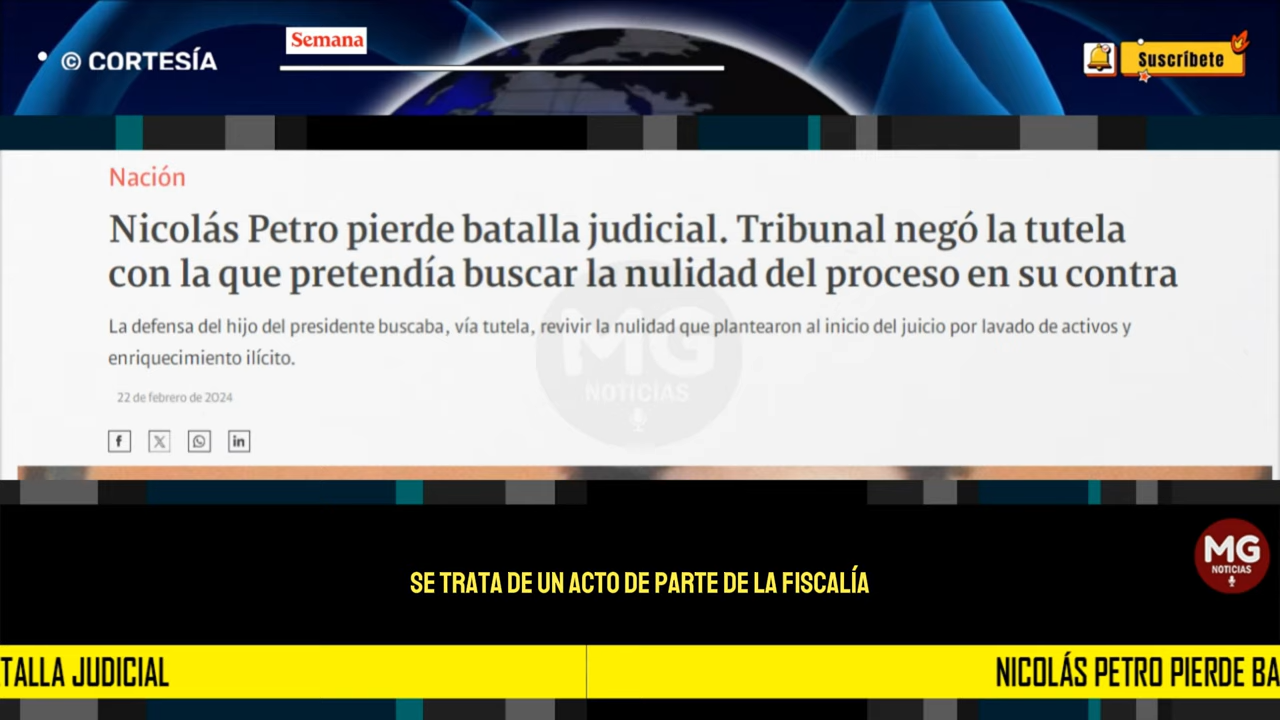 © CORTESÍA
Semana
Suscríbete
Nación
Nicolás Petro pierde batalla judicial. Tribunal negó la tutela
con la que pretendía buscar la nulidad del proceso en su contra
La defensa del hijo del presidente buscaba, vía tutela, revivir la nulidad que plantearon al inicio del juicio por lavado de activos y
enriquecimiento ilícito.
22 de febrero de 2024
MG
NOTICIAS
SE TRATA DE UN ACTO DE PARTE DE LA FISCALÍA
MG
NOTICIAS
TALLA JUDICIAL
NICOLÁS PETRO PIERDE BA